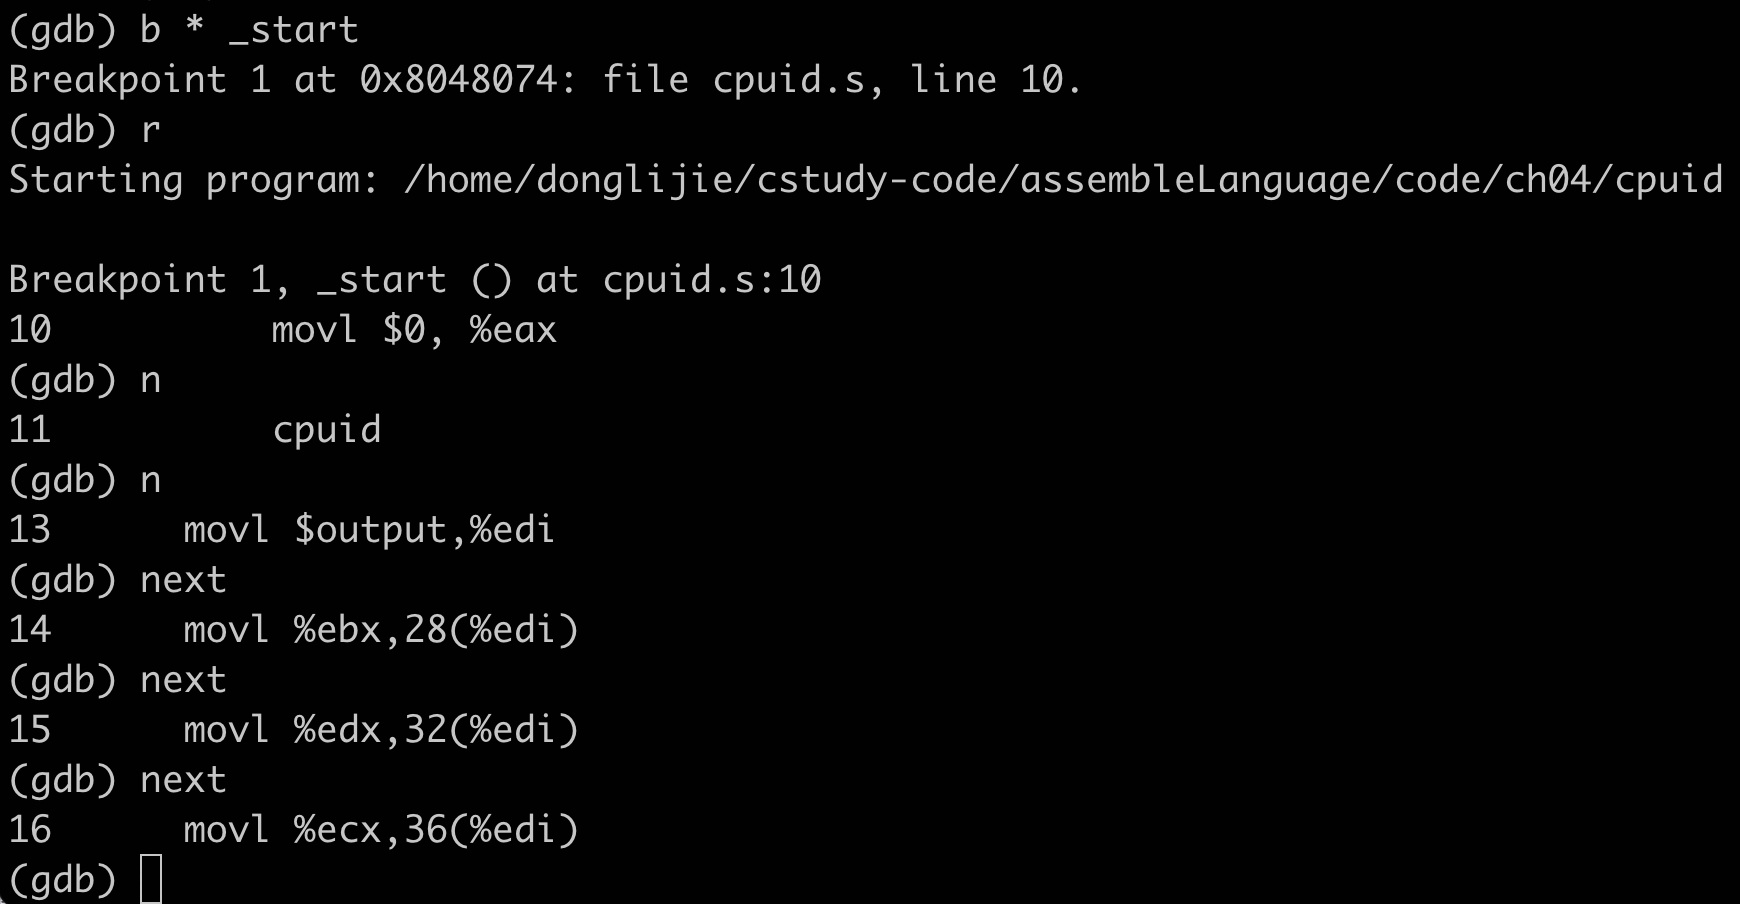 (gdb) b * _start
Breakpoint 1 at 0x8048074: file cpuid.s, line 10.
(gdb) r
Starting program: /home/donglijie/cstudy-code/assembleLanguage/code/ch04/cpuid

Breakpoint 1, _start () at cpuid.s:10
10          movl $0, %eax
(gdb) n
11          cpuid
(gdb) n
13      movl $output,%edi
(gdb) next
14      movl %ebx,28(%edi)
(gdb) next
15      movl %edx,32(%edi)
(gdb) next
16      movl %ecx,36(%edi)
(gdb)